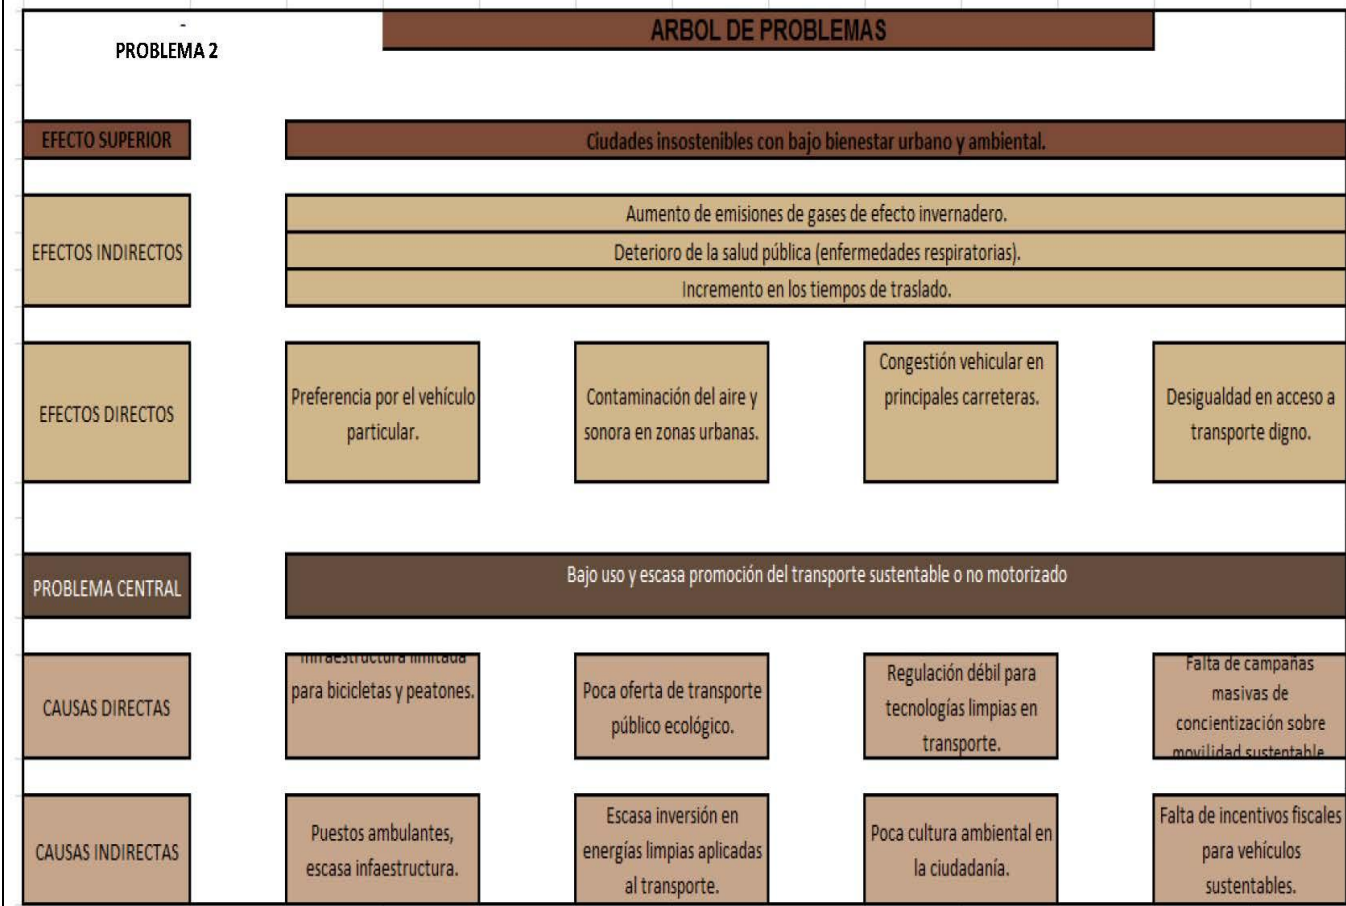 -
ARBOL DE PROBLEMAS
PROBLEMA 2
EFECTO SUPERIOR
Ciudades insostenibles con bajo bienestar urbano y ambiental.
EFECTOS INDIRECTOS
Aumento de emisiones de gases de efecto invernadero.
Deterioro de la salud pública (enfermedades respiratorias).
Incremento en los tiempos de traslado.
EFECTOS DIRECTOS
Preferencia por el vehículo
particular.
Contaminación del aire y
sonora en zonas urbanas.
Congestión vehicular en
principales carreteras.
Desigualdad en acceso a
transporte digno.
PROBLEMA CENTRAL
Bajo uso y escasa promoción del transporte sustentable o no motorizado
CAUSAS DIRECTAS
Infraestructura limitada
para bicicletas y peatones.
Poca oferta de transporte
público ecológico.
Regulación débil para
tecnologías limpias en
transporte.
Falta de campañas
masivas de
concientización sobre
movilidad sustentable
CAUSAS INDIRECTAS
Puestos ambulantes,
escasa infaestructura.
Escasa inversión en
energías limpias aplicadas
al transporte.
Poca cultura ambiental en
la ciudadanía.
Falta de incentivos fiscales
para vehículos
sustentables.